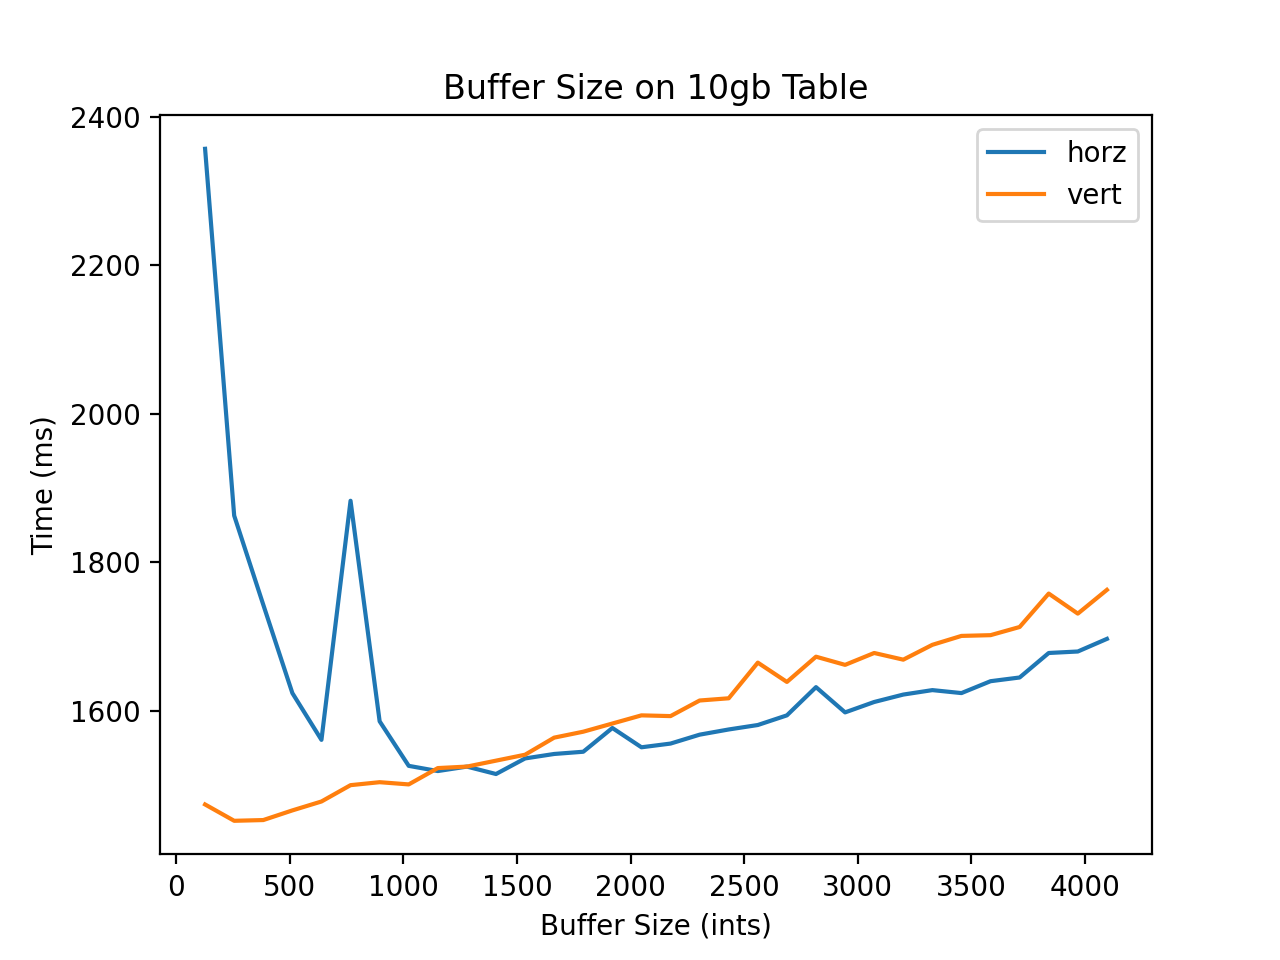 Buffer Size on 10gb Table
2400
2200
2000
1800
1600
Time (ms)
horz
vert
0 500 1000 1500 2000 2500 3000 3500 4000
Buffer Size (ints)